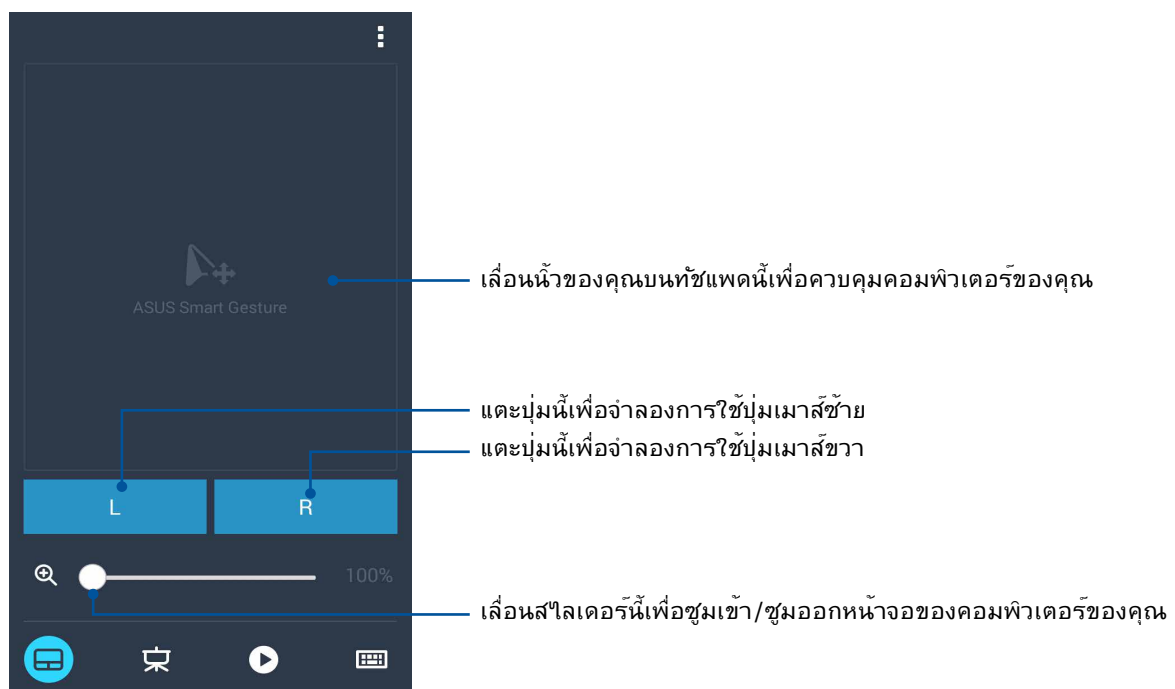 ASUS Smart Gesture
เลื่อนนิ้วของคุณบนทัชแพดนี้เพื่อควบคุมคอมพิวเตอร์ของคุณ
แตะปุ่มนี้เพื่อจำลองการใช้ปุ่มเมาส์ซ้าย
แตะปุ่มนี้เพื่อจำลองการใช้ปุ่มเมาส์ขวา
L R
100%
เลื่อนสไลเดอร์นี้เพื่อซูมเข้า/ซูมออกหน้าจอของคอมพิวเตอร์ของคุณ